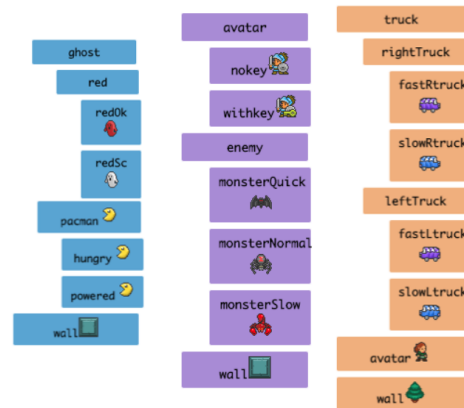 ghost
red
redOk
redSc
pacman
hungry
powered
wall
avatar
nokey
withkey
enemy
monsterQuick
monsterNormal
monsterSlow
wall
truck
rightTruck
fastRtruck
slowRtruck
leftTruck
fastLtruck
slowLtruck
avatar
wall